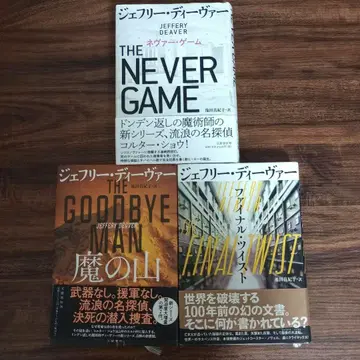 ジェフリー・ディーヴァー
JEFFERY
DEAVER
ネヴァー・ゲーム
THE
NEVER
GAME
池田真紀子・訳
ドンデン返しの魔術師の
新シリーズ、流浪の名探偵
コルター・ショウ!
ジェフリー・ディーヴァー
THE
GOODBYE
JEFFERY DEAVER
MAN
魔の山
池田真紀子・訳
武器なし。援軍なし。
流浪の名探偵、
決死の潜入捜査。
ジェフリー・ディーヴァー
ファイナル・ツイスト
FINAL TWIST
池田真紀子・訳
世界を破壊する
100年前の幻の文書。
そこに何が書かれている?